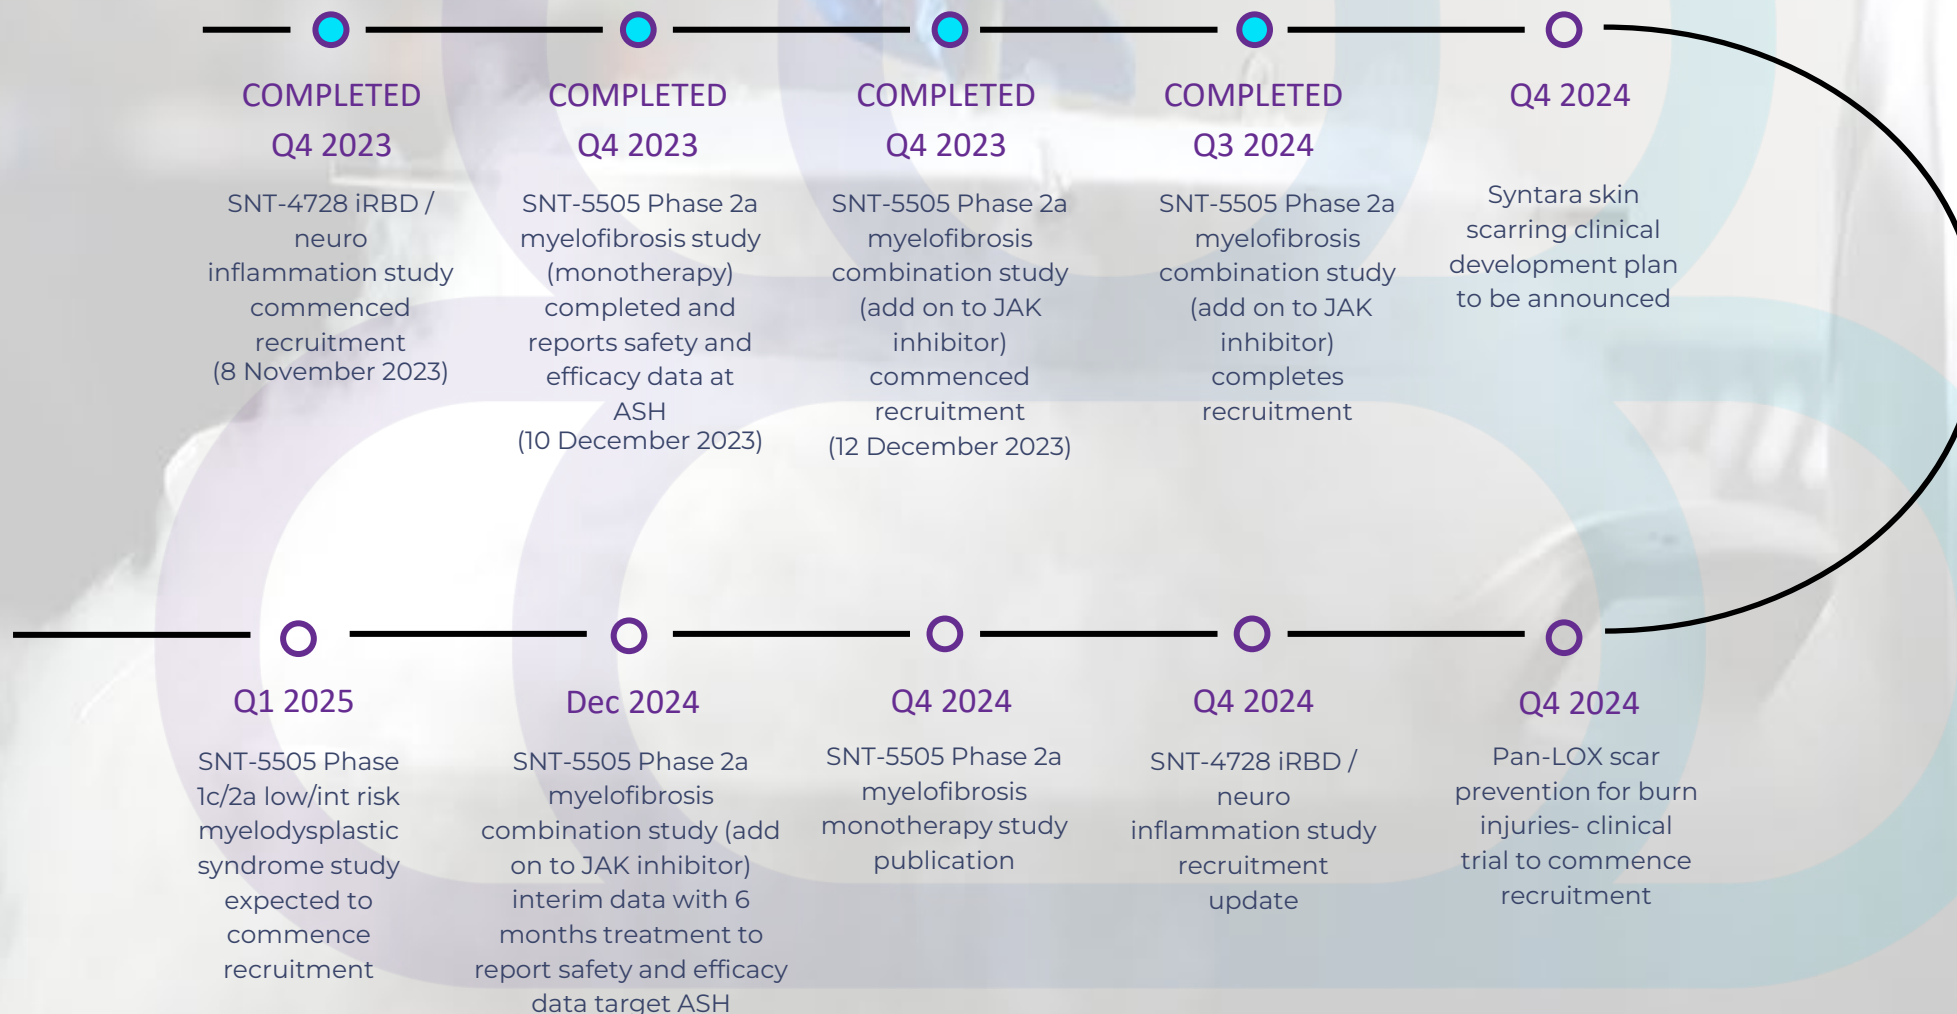 COMPLETED
Q4 2023
SNT-4728 iRBD /
neuro
inflammation study
commenced
recruitment
(8 November 2023)
COMPLETED
Q4 2023
SNT-5505 Phase 2a
myelofibrosis study
(monotherapy)
completed and
reports safety and
efficacy data at
ASH
(10 December 2023)
COMPLETED
Q4 2023
SNT-5505 Phase 2a
myelofibrosis
combination study
(add on to JAK
inhibitor)
commenced
recruitment
(12 December 2023)
COMPLETED
Q3 2024
SNT-5505 Phase 2a
myelofibrosis
combination study
(add on to JAK
inhibitor)
completes
recruitment
Q4 2024
Syntara skin
scarring clinical
development plan
to be announced
Q4 2024
Pan-LOX scar
prevention for burn
injuries- clinical
trial to commence
recruitment
Q4 2024
SNT-4728 iRBD /
neuro
inflammation study
recruitment
update
Q4 2024
SNT-5505 Phase 2a
myelofibrosis
monotherapy study
publication
Dec 2024
SNT-5505 Phase 2a
myelofibrosis
combination study (add
on to JAK inhibitor)
interim data with 6
months treatment to
report safety and efficacy
data target ASH
Q1 2025
SNT-5505 Phase
1c/2a low/int risk
myelodysplastic
syndrome study
expected to
commence
recruitment